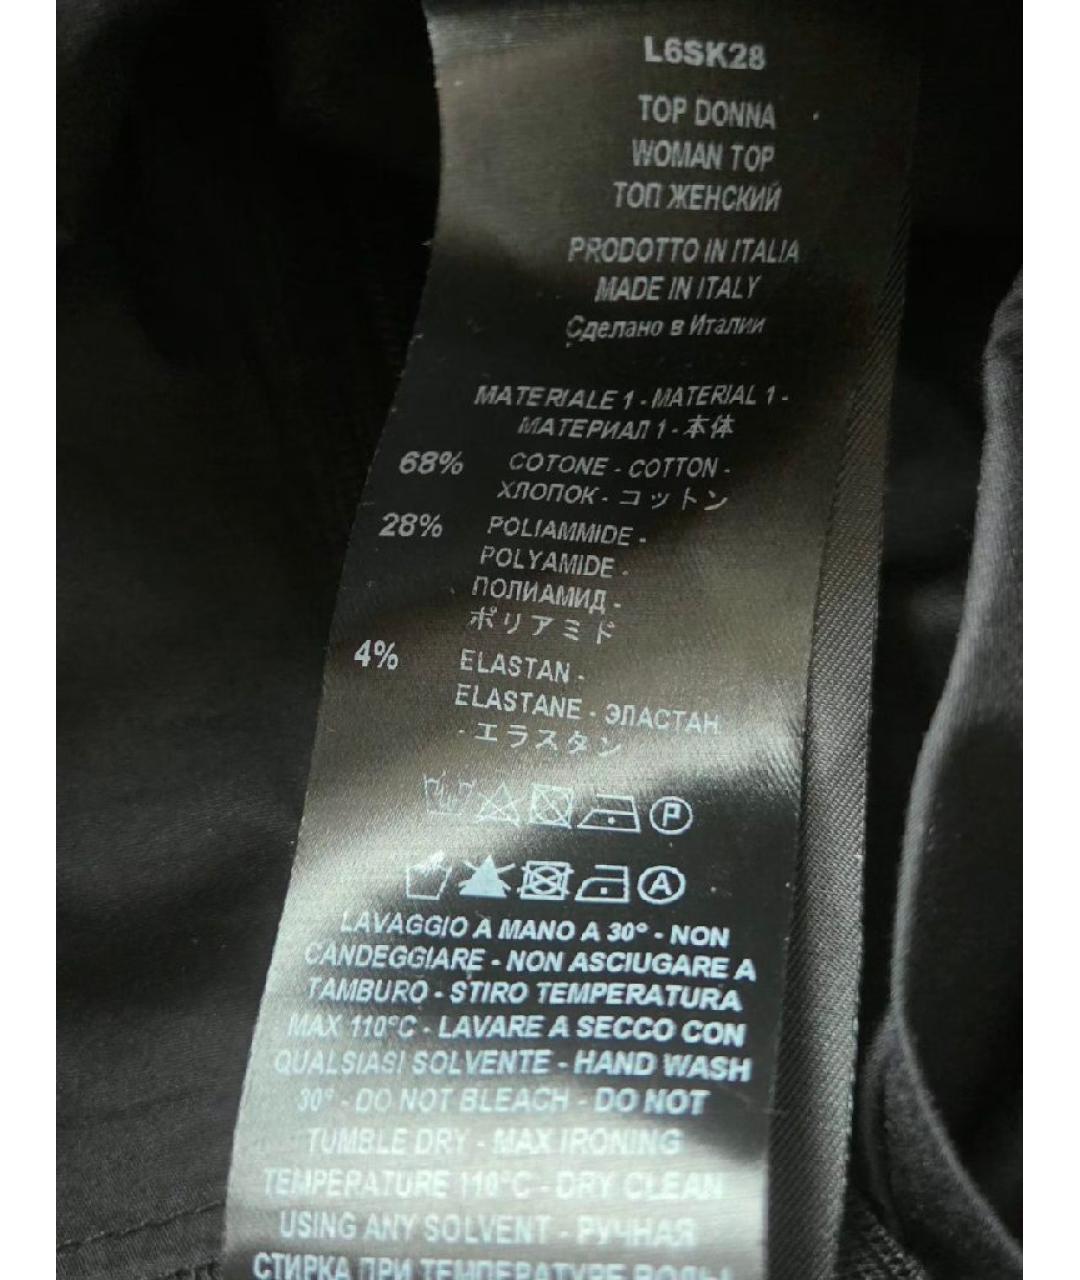 L6SK28
TOP DONNA
WOMAN TOP
ТОП ЖЕНСКИЙ
PRODOTTO IN ITALIA
MADE IN ITALY
Сделано в Италии
MATERIALE 1 - MATERIAL 1 -
МАТЕРИАЛ 1 - 本体
68% COTONE - COTTON -
ХЛОПОК - コットン
28% POLIAMMIDE -
POLYAMIDE -
ПОЛИАМИД -
ポリアミド
4% ELASTAN -
ELASTANE - ЭЛАСТАН
- エラスタン
P
A
LAVAGGIO A MANO A 30° - NON
CANDEGGIARE - NON ASCIUGARE A
TAMBURO - STIRO TEMPERATURA
MAX 110°C - LAVARE A SECCO CON
QUALSIASI SOLVENTE - HAND WASH
30° - DO NOT BLEACH - DO NOT
TUMBLE DRY - MAX IRONING
TEMPERATURE 110°C - DRY CLEAN
USING ANY SOLVENT - РУЧНАЯ
СТИРКА ПРИ ТЕМПЕРАТУРЕ ВОДЫ